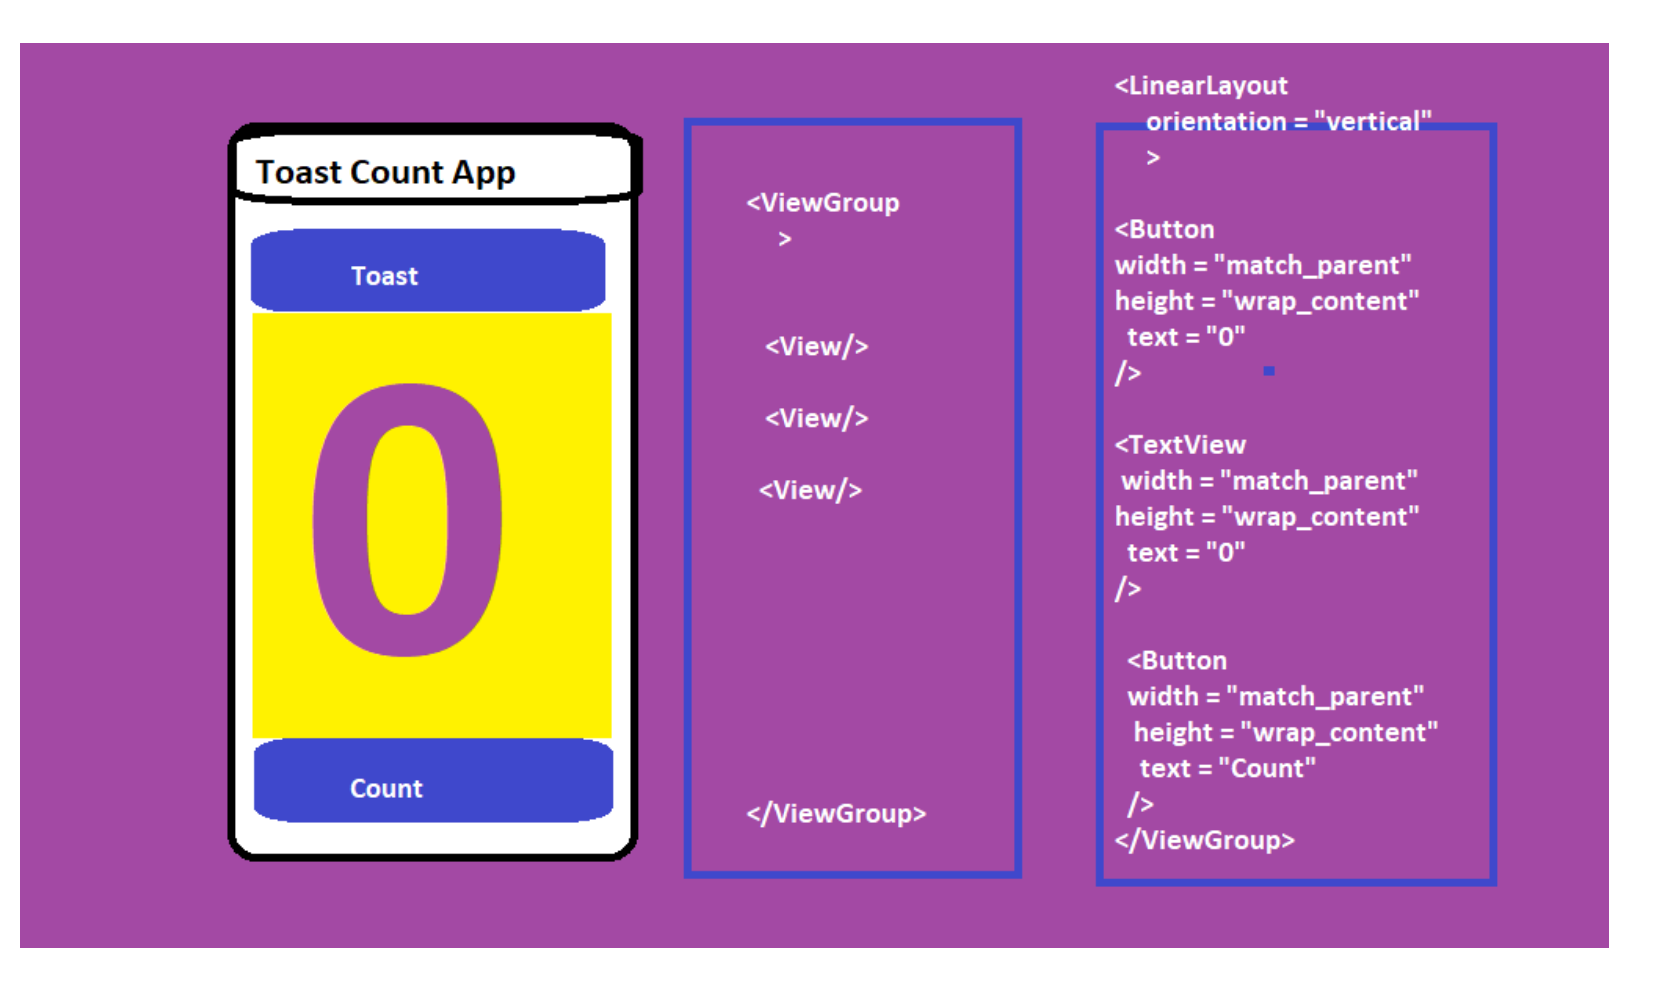 Toast Count App
Toast
0
Count
<ViewGroup
>
<View/>
<View/>
<View/>
</ViewGroup>
<LinearLayout
orientation = "vertical"
>
<Button
width = "match_parent"
height = "wrap_content"
text = "0"
/>
<TextView
width = "match_parent"
height = "wrap_content"
text = "0"
/>
<Button
width = "match_parent"
height = "wrap_content"
text = "Count"
/>
</ViewGroup>